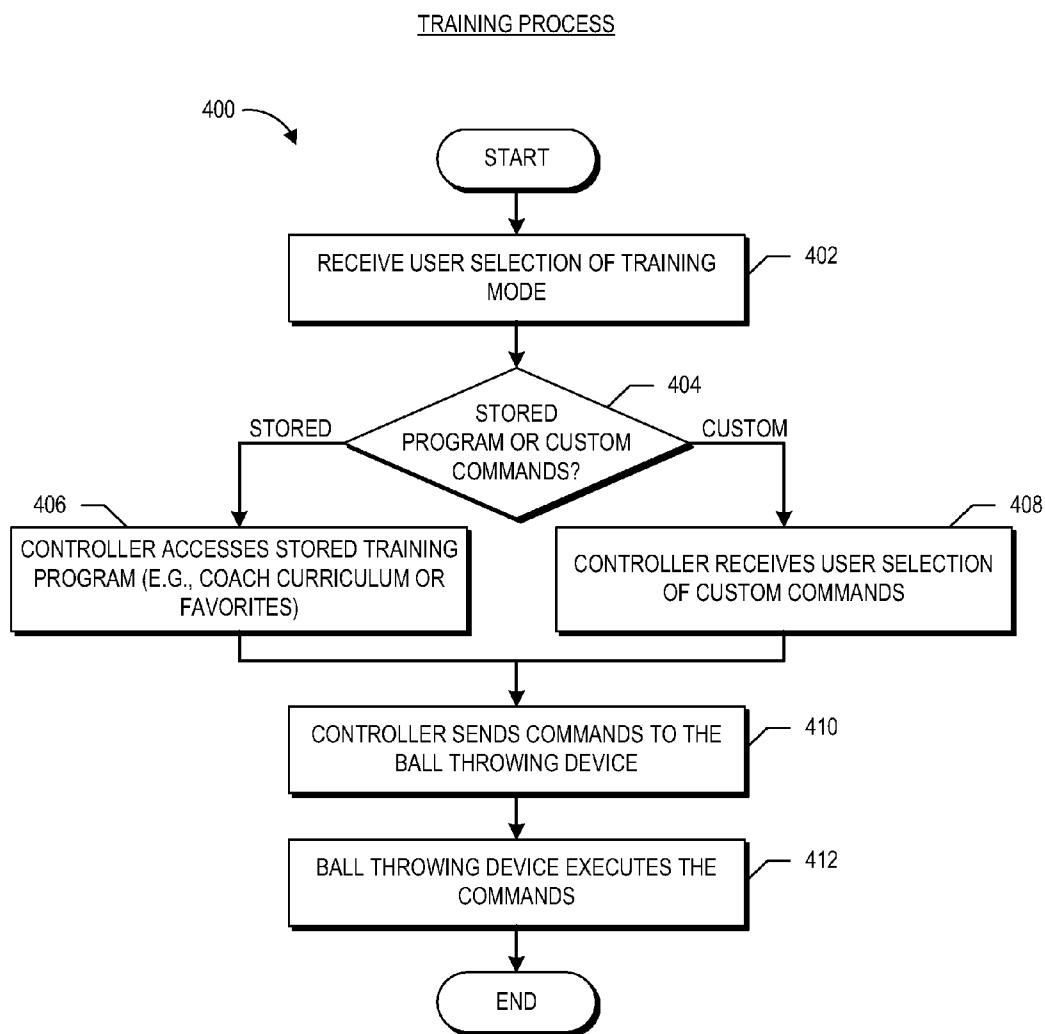 TRAINING PROCESS
400
START
RECEIVE USER SELECTION OF TRAINING
MODE
402
404
STORED
PROGRAM OR CUSTOM
COMMANDS?
STORED
CUSTOM
406
CONTROLLER ACCESSES STORED TRAINING
PROGRAM (E.G., COACH CURRICULUM OR
FAVORITES)
408
CONTROLLER RECEIVES USER SELECTION
OF CUSTOM COMMANDS
CONTROLLER SENDS COMMANDS TO THE
BALL THROWING DEVICE
410
BALL THROWING DEVICE EXECUTES THE
COMMANDS
412
END